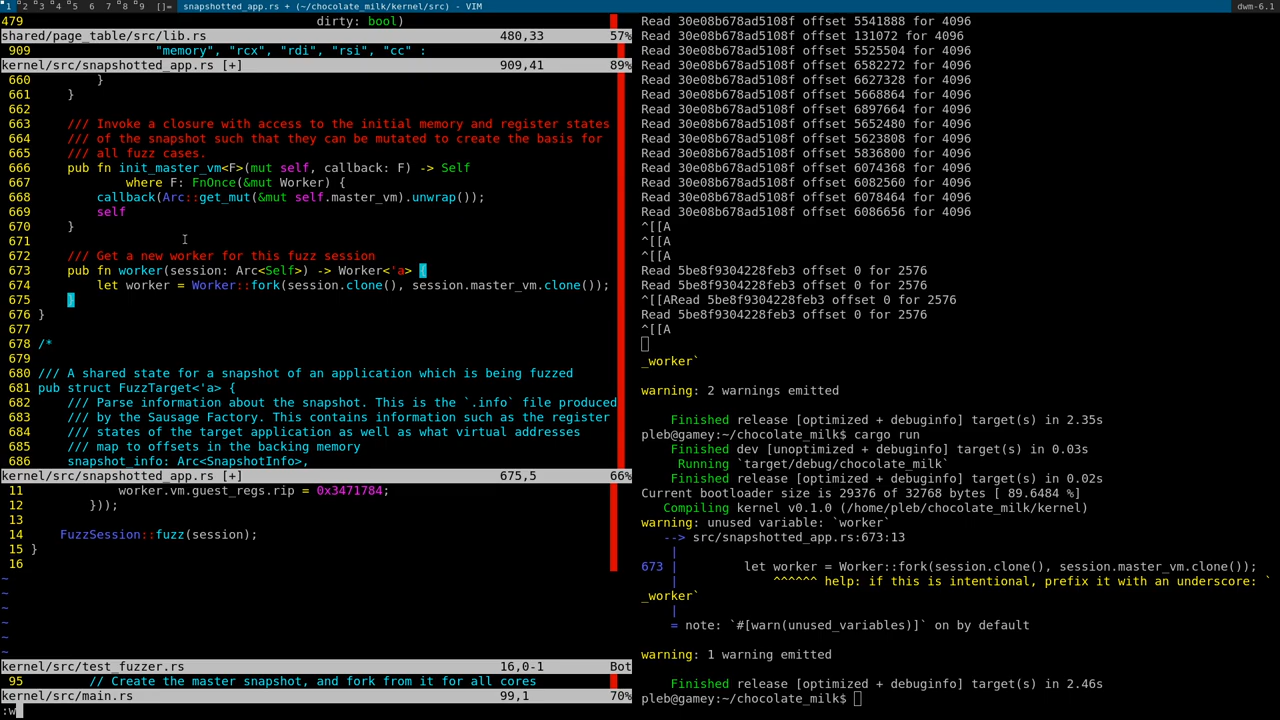 1 2 3 4 5 6 7 8 9 []= snapshotted_app.rs + (~/chocolate_milk/kernel/src) - VIM dwm-6.1
479                                           dirty: bool)
shared/page_table/src/lib.rs 480,33 57%
909                 "memory", "rcx", "rdi", "rsi", "cc" :
kernel/src/snapshotted_app.rs [+] 909,41 89%
660         }
661     }
662
663     /// Invoke a closure with access to the initial memory and register states
664     /// of the snapshot such that they can be mutated to create the basis for
665     /// all fuzz cases.
666     pub fn init_master_vm<F>(mut self, callback: F) -> Self
667             where F: FnOnce(&mut Worker) {
668         callback(Arc::get_mut(&mut self.master_vm).unwrap());
669         self
670     }
671
672     /// Get a new worker for this fuzz session
673     pub fn worker(session: Arc<Self>) -> Worker<'a> {
674         let worker = Worker::fork(session.clone(), session.master_vm.clone());
675     }
676 }
677
678 /*
679
680 /// A shared state for a snapshot of an application which is being fuzzed
681 pub struct FuzzTarget<'a> {
682     /// Parse information about the snapshot. This is the `.info` file produced
683     /// by the Sausage Factory. This contains information such as the register
684     /// states of the target application as well as what virtual addresses
685     /// map to offsets in the backing memory
686     snapshot_info: Arc<SnapshotInfo>,
kernel/src/snapshotted_app.rs [+] 675,5 66%
11             worker.vm.guest_regs.rip = 0x3471784;
12         }));
13
14     FuzzSession::fuzz(session);
15 }
16
~
~
~
~
~
~
kernel/src/test_fuzzer.rs 16,0-1 Bot
95         // Create the master snapshot, and fork from it for all cores
kernel/src/main.rs 99,1 70%
:w
Read 30e08b678ad5108f offset 5541888 for 4096
Read 30e08b678ad5108f offset 131072 for 4096
Read 30e08b678ad5108f offset 5525504 for 4096
Read 30e08b678ad5108f offset 6582272 for 4096
Read 30e08b678ad5108f offset 6627328 for 4096
Read 30e08b678ad5108f offset 5668864 for 4096
Read 30e08b678ad5108f offset 6897664 for 4096
Read 30e08b678ad5108f offset 5652480 for 4096
Read 30e08b678ad5108f offset 5623808 for 4096
Read 30e08b678ad5108f offset 5836800 for 4096
Read 30e08b678ad5108f offset 6074368 for 4096
Read 30e08b678ad5108f offset 6082560 for 4096
Read 30e08b678ad5108f offset 6078464 for 4096
Read 30e08b678ad5108f offset 6086656 for 4096
^[[A
^[[A
^[[A
Read 5be8f9304228feb3 offset 0 for 2576
Read 5be8f9304228feb3 offset 0 for 2576
^[[ARead 5be8f9304228feb3 offset 0 for 2576
Read 5be8f9304228feb3 offset 0 for 2576
^[[A
_worker`
warning: 2 warnings emitted
    Finished release [optimized + debuginfo] target(s) in 2.35s
pleb@gamey:~/chocolate_milk$ cargo run
    Finished dev [unoptimized + debuginfo] target(s) in 0.03s
     Running `target/debug/chocolate_milk`
    Finished release [optimized + debuginfo] target(s) in 0.02s
Current bootloader size is 29376 of 32768 bytes [ 89.6484 %]
   Compiling kernel v0.1.0 (/home/pleb/chocolate_milk/kernel)
warning: unused variable: `worker`
   --> src/snapshotted_app.rs:673:13
    |
673 |         let worker = Worker::fork(session.clone(), session.master_vm.clone());
    |             ^^^^^^ help: if this is intentional, prefix it with an underscore: `
_worker`
    |
    = note: `#[warn(unused_variables)]` on by default
warning: 1 warning emitted
    Finished release [optimized + debuginfo] target(s) in 2.46s
pleb@gamey:~/chocolate_milk$